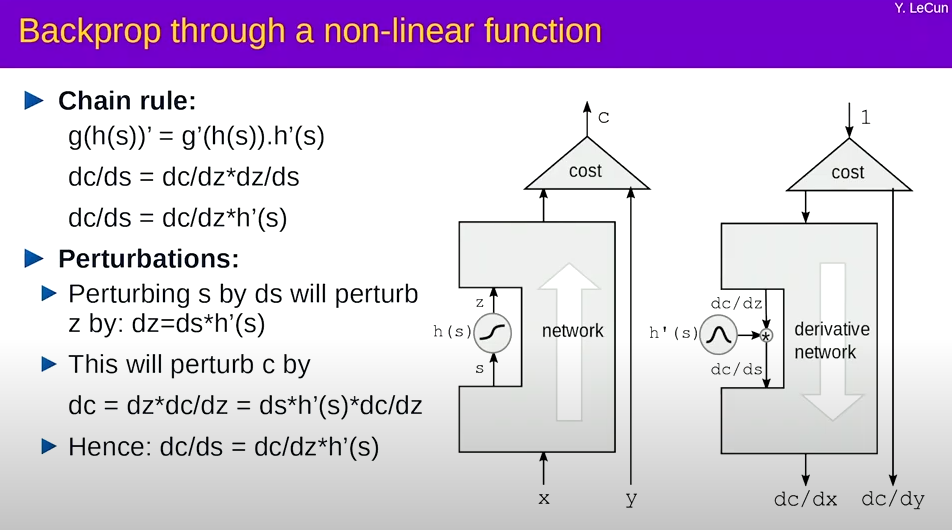 Y. LeCun
Backprop through a non-linear function
Chain rule:
g(h(s))’ = g’(h(s)).h’(s)
dc/ds = dc/dz*dz/ds
dc/ds = dc/dz*h’(s)
Perturbations:
Perturbing s by ds will perturb
z by: dz=ds*h’(s)
This will perturb c by
dc = dz*dc/dz = ds*h’(s)*dc/dz
Hence: dc/ds = dc/dz*h’(s)
c
cost
z
h(s)
s
network
x
y
1
cost
dc/dz
h'(s)
*
dc/ds
derivative
network
dc/dx
dc/dy